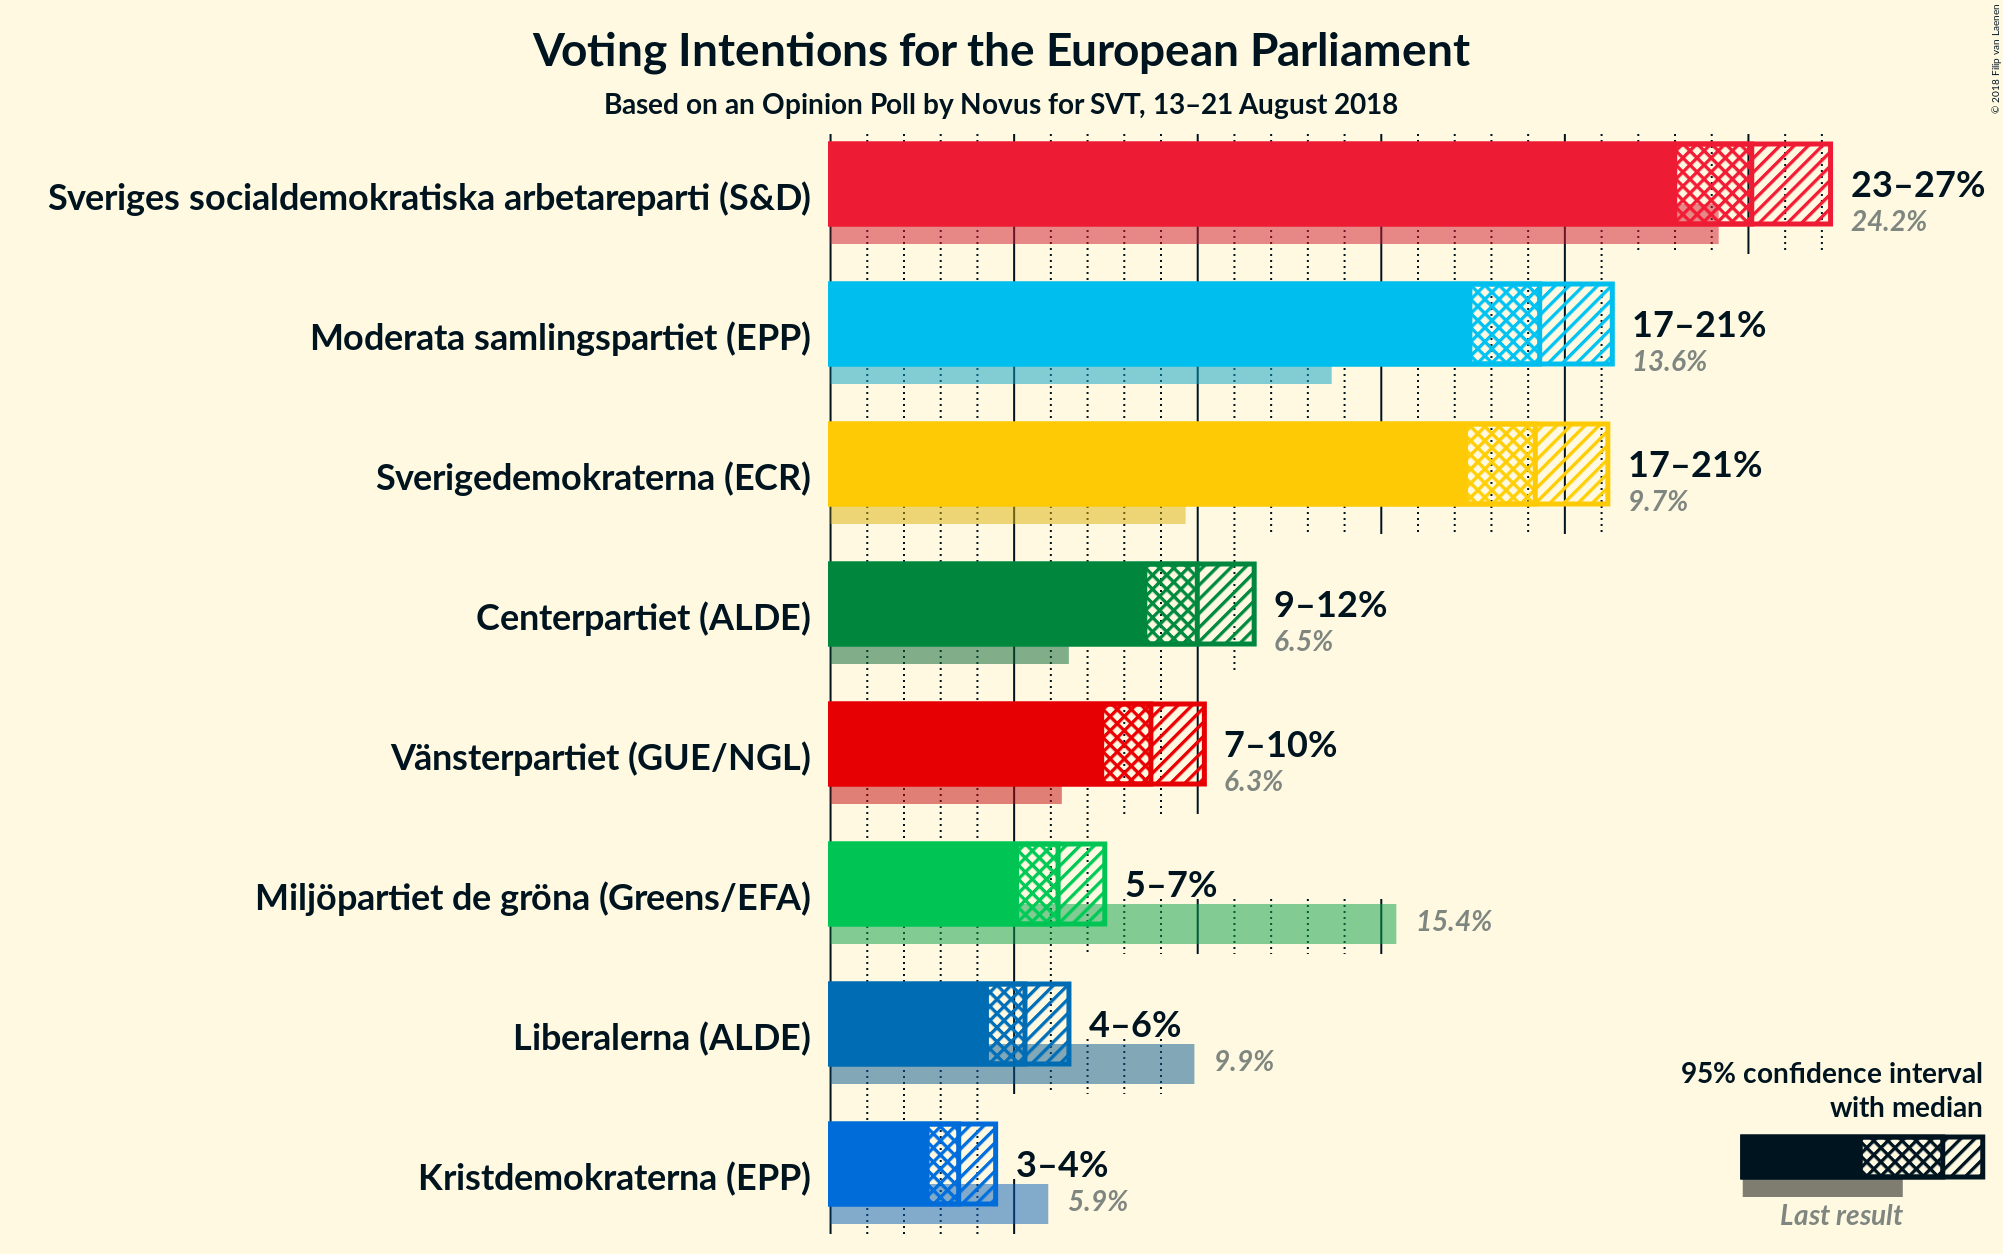 Voting Intentions for the European Parliament
Based on an Opinion Poll by Novus for SVT, 13–21 August 2018
© 2018 Filip van Laenen
Sveriges socialdemokratiska arbetareparti (S&D)
23–27%
24.2%
Moderata samlingspartiet (EPP)
17–21%
13.6%
Sverigedemokraterna (ECR)
17–21%
9.7%
Centerpartiet (ALDE)
9–12%
6.5%
Vänsterpartiet (GUE/NGL)
7–10%
6.3%
Miljöpartiet de gröna (Greens/EFA)
5–7%
15.4%
Liberalerna (ALDE)
4–6%
9.9%
Kristdemokraterna (EPP)
3–4%
5.9%
95% confidence interval
with median
Last result